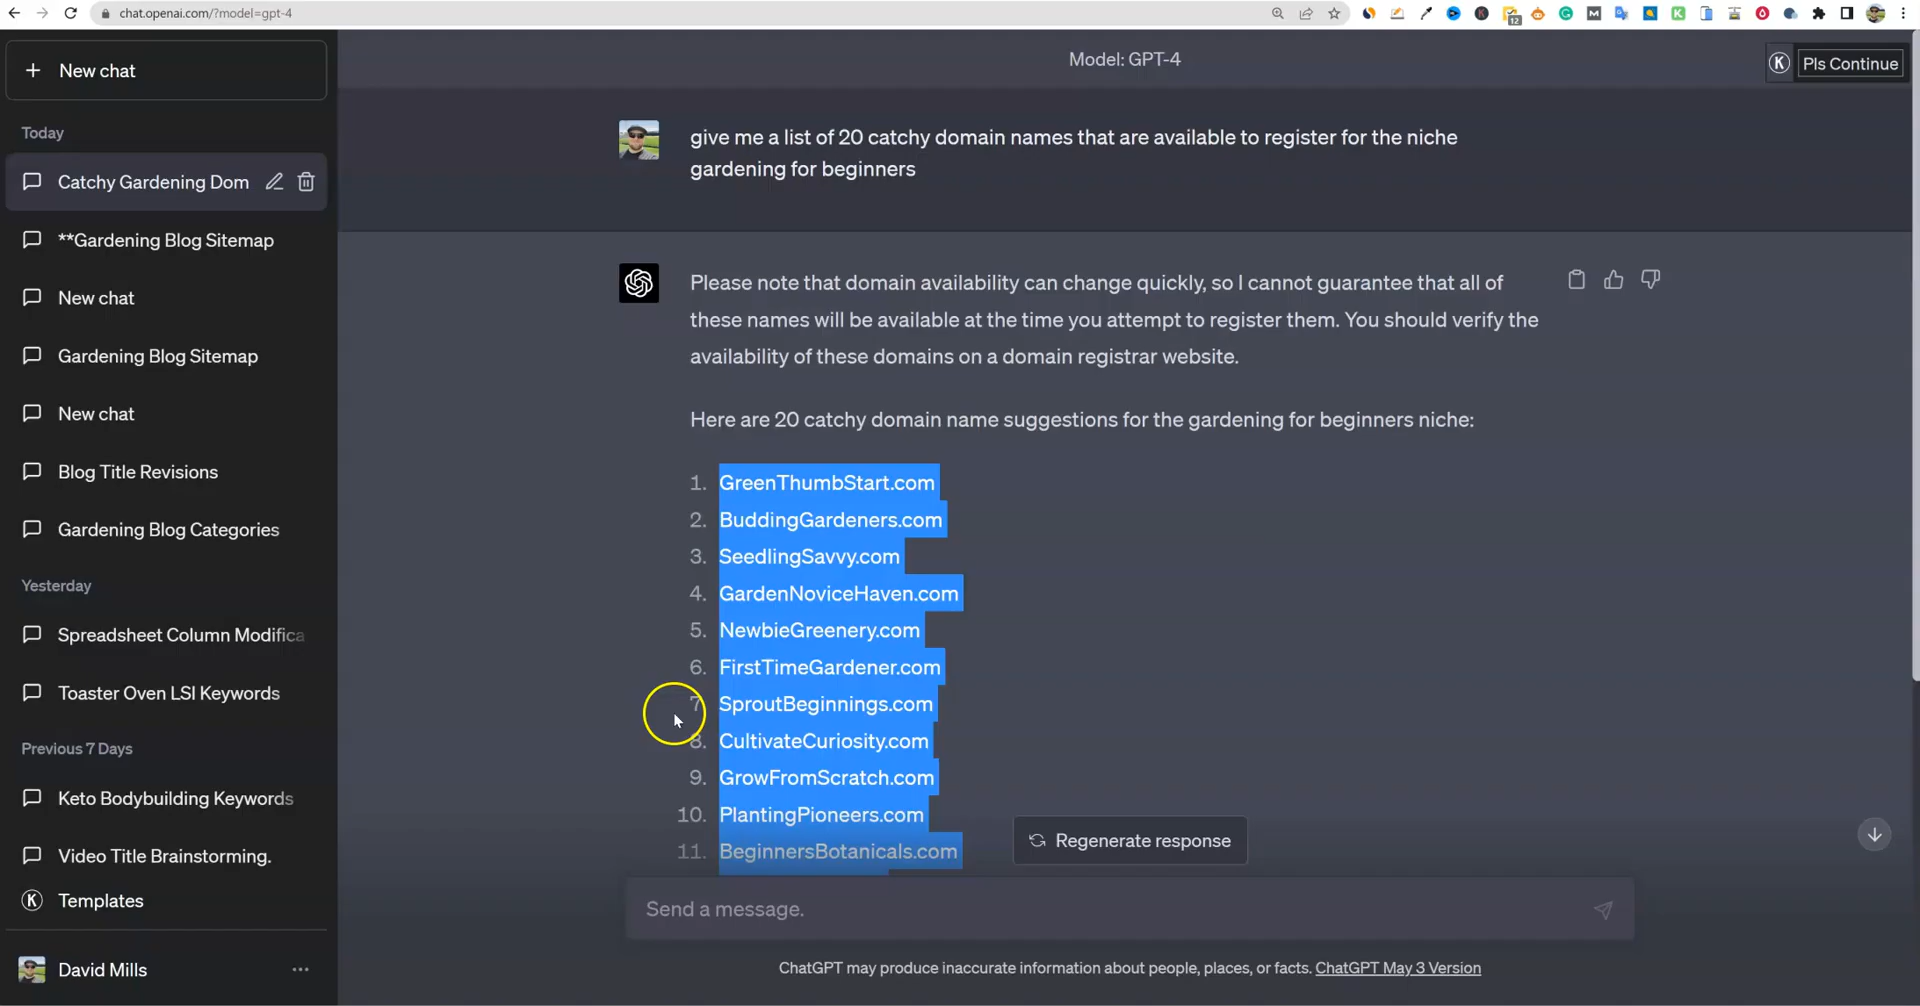 chat.openai.com/?model=gpt-4
12
New chat
Model: GPT-4
K
Pls Continue
Today
Catchy Gardening Dom
**Gardening Blog Sitemap
New chat
Gardening Blog Sitemap
New chat
Blog Title Revisions
Gardening Blog Categories
Yesterday
Spreadsheet Column Modifica
Toaster Oven LSI Keywords
Previous 7 Days
Keto Bodybuilding Keywords
Video Title Brainstorming.
K Templates
David Mills
give me a list of 20 catchy domain names that are available to register for the niche
gardening for beginners
Please note that domain availability can change quickly, so I cannot guarantee that all of
these names will be available at the time you attempt to register them. You should verify the
availability of these domains on a domain registrar website.
Here are 20 catchy domain name suggestions for the gardening for beginners niche:
1. GreenThumbStart.com
2. BuddingGardeners.com
3. SeedlingSavvy.com
4. GardenNoviceHaven.com
5. NewbieGreenery.com
6. FirstTimeGardener.com
7. SproutBeginnings.com
8. CultivateCuriosity.com
9. GrowFromScratch.com
10. PlantingPioneers.com
11. BeginnersBotanicals.com
Regenerate response
Send a message.
ChatGPT may produce inaccurate information about people, places, or facts. ChatGPT May 3 Version